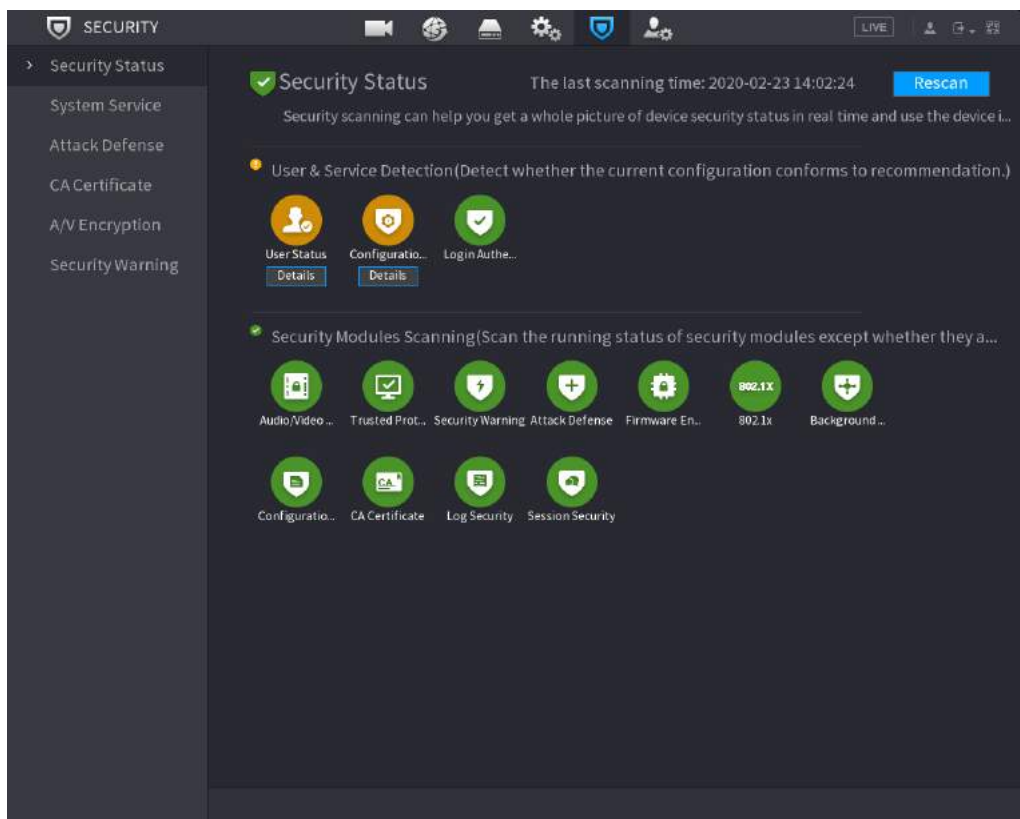 SECURITY
LIVE
Security Status
System Service
Attack Defense
CA Certificate
A/V Encryption
Security Warning
Security Status
The last scanning time: 2020-02-23 14:02:24
Rescan
Security scanning can help you get a whole picture of device security status in real time and use the device i...
User & Service Detection(Detect whether the current configuration conforms to recommendation.)
User Status
Configuratio...
Login Authe...
Details
Details
Security Modules Scanning(Scan the running status of security modules except whether they a...
802.1X
Audio/Video ...
Trusted Prot...
Security Warning
Attack Defense
Firmware En...
802.1x
Background ...
CA
Configuratio...
CA Certificate
Log Security
Session Security